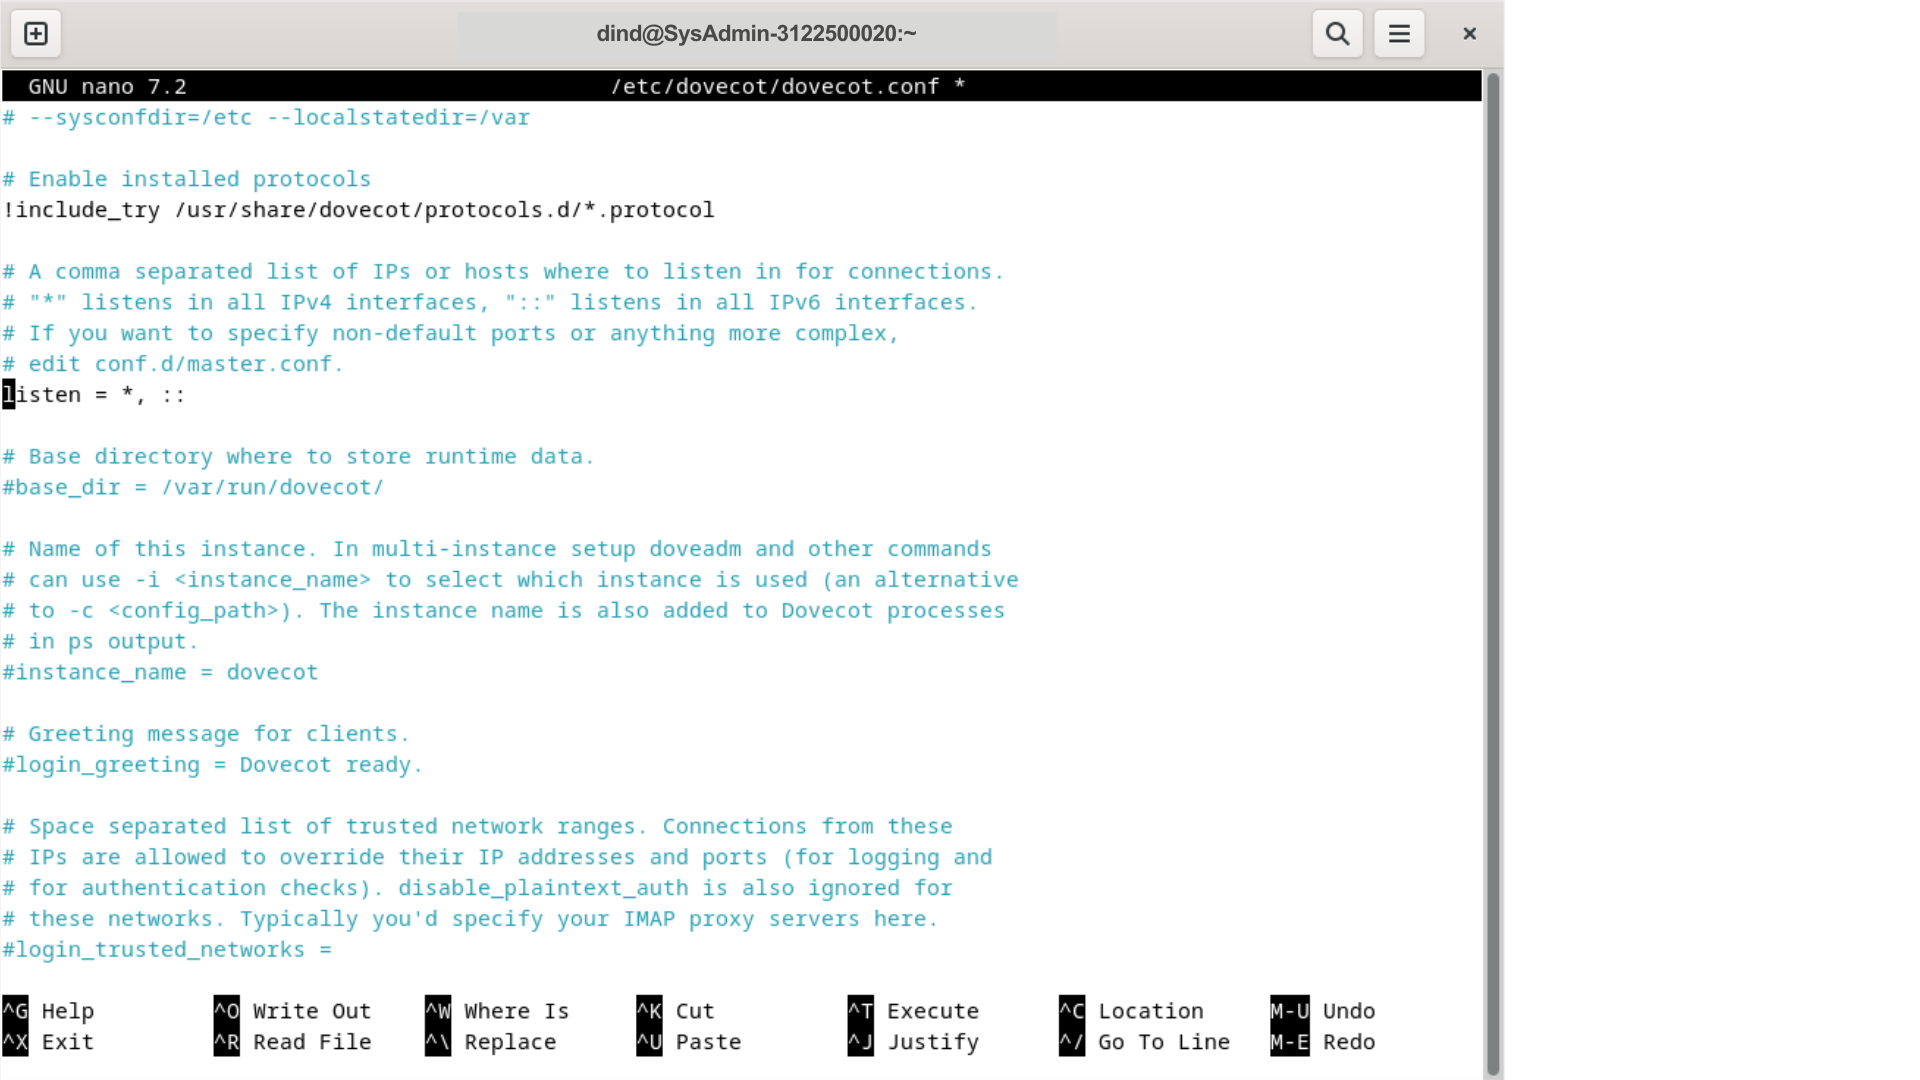 dind@SysAdmin-3122500020:~
GNU nano 7.2 /etc/dovecot/dovecot.conf *
# --sysconfdir=/etc --localstatedir=/var
# Enable installed protocols
!include_try /usr/share/dovecot/protocols.d/*.protocol
# A comma separated list of IPs or hosts where to listen in for connections.
# "*" listens in all IPv4 interfaces, "::" listens in all IPv6 interfaces.
# If you want to specify non-default ports or anything more complex,
# edit conf.d/master.conf.
listen = *, ::
# Base directory where to store runtime data.
#base_dir = /var/run/dovecot/
# Name of this instance. In multi-instance setup doveadm and other commands
# can use -i <instance_name> to select which instance is used (an alternative
# to -c <config_path>). The instance name is also added to Dovecot processes
# in ps output.
#instance_name = dovecot
# Greeting message for clients.
#login_greeting = Dovecot ready.
# Space separated list of trusted network ranges. Connections from these
# IPs are allowed to override their IP addresses and ports (for logging and
# for authentication checks). disable_plaintext_auth is also ignored for
# these networks. Typically you'd specify your IMAP proxy servers here.
#login_trusted_networks =
^G Help ^O Write Out ^W Where Is ^K Cut ^T Execute ^C Location M-U Undo
^X Exit ^R Read File ^\ Replace ^U Paste ^J Justify ^/ Go To Line M-E Redo